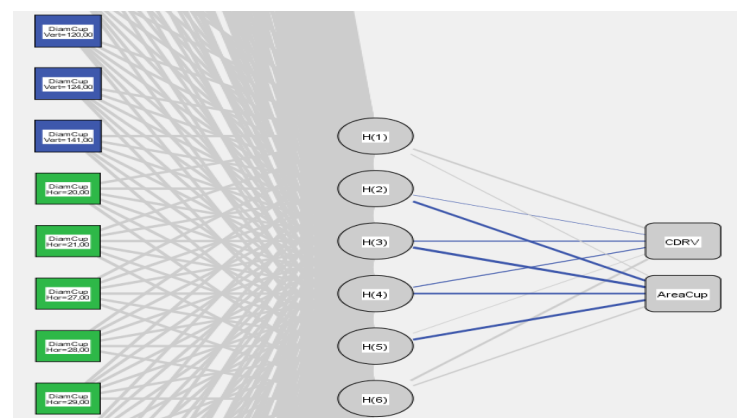 DiamCup
Vert=120,00
DiamCup
Vert=124,00
DiamCup
Vert=141,00
DiamCup
Hor=20,00
DiamCup
Hor=21,00
DiamCup
Hor=27,00
DiamCup
Hor=28,00
DiamCup
Hor=29,00
H(1)
H(2)
H(3)
H(4)
H(5)
H(6)
CDRV
AreaCup